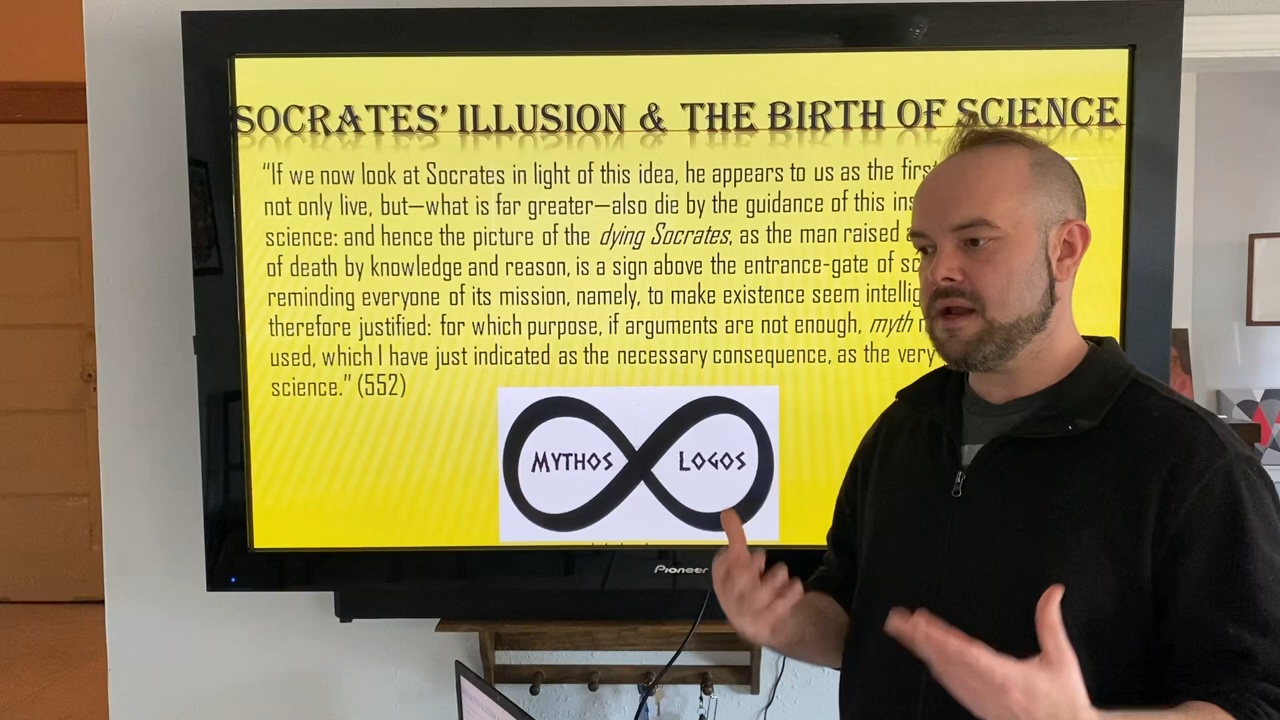 SOCRATES' ILLUSION & THE BIRTH OF SCIENCE
“If we now look at Socrates in light of this idea, he appears to us as the first
not only live, but—what is far greater—also die by the guidance of this
science: and hence the picture of the dying Socrates, as the man raised
of death by knowledge and reason, is a sign above the entrance-gate of
reminding everyone of its mission, namely, to make existence seem
therefore justified: for which purpose, if arguments are not enough, myth
used, which I have just indicated as the necessary consequence, as the very
science.” (552)
MYTHOS LOGOS
Pioneer